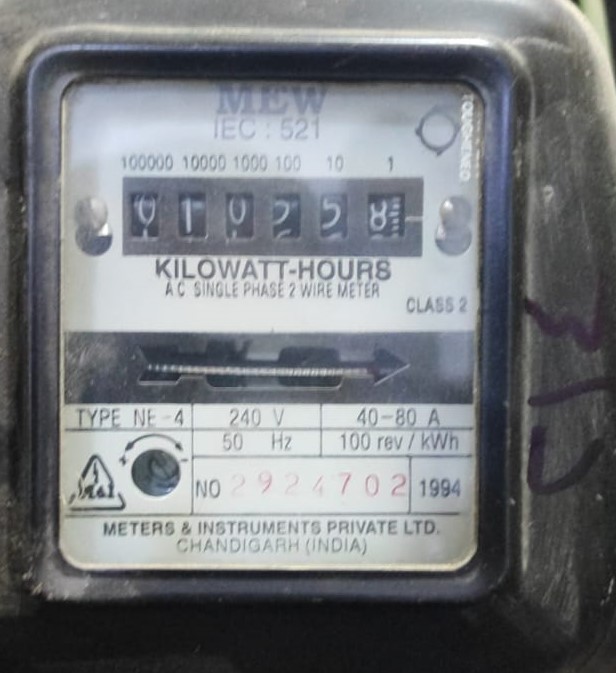 MEW
IEC : 521
TOUGHENED
100000 10000 1000 100 10 1
KILOWATT-HOURS
A C SINGLE PHASE 2 WIRE METER
CLASS 2
TYPE NE-4 240 V 40-80 A
50 Hz 100 rev / kWh
NO 2924702 1994
METERS & INSTRUMENTS PRIVATE LTD.
CHANDIGARH (INDIA)